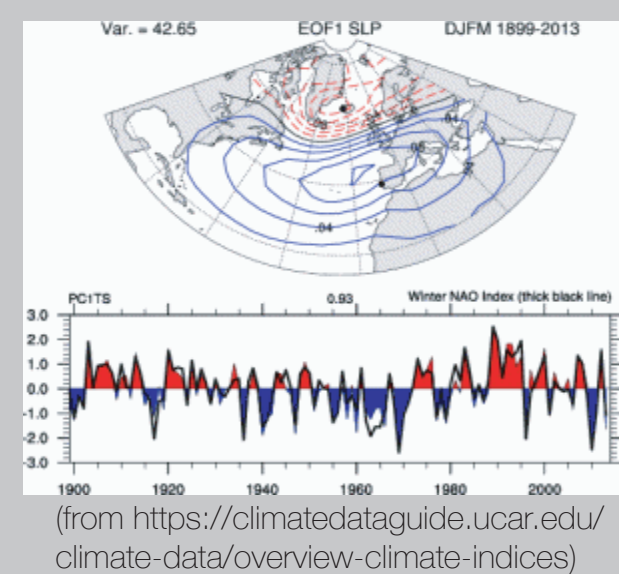 Var. = 42.65 EOF1 SLP DJFM 1899-2013
.04
PC1TS 0.93 Winter NAO Index (thick black line)
3.0
2.0
1.0
0.0
-1.0
-2.0
-3.0
1900 1920 1940 1960 1980 2000
(from https://climatedataguide.ucar.edu/
climate-data/overview-climate-indices)